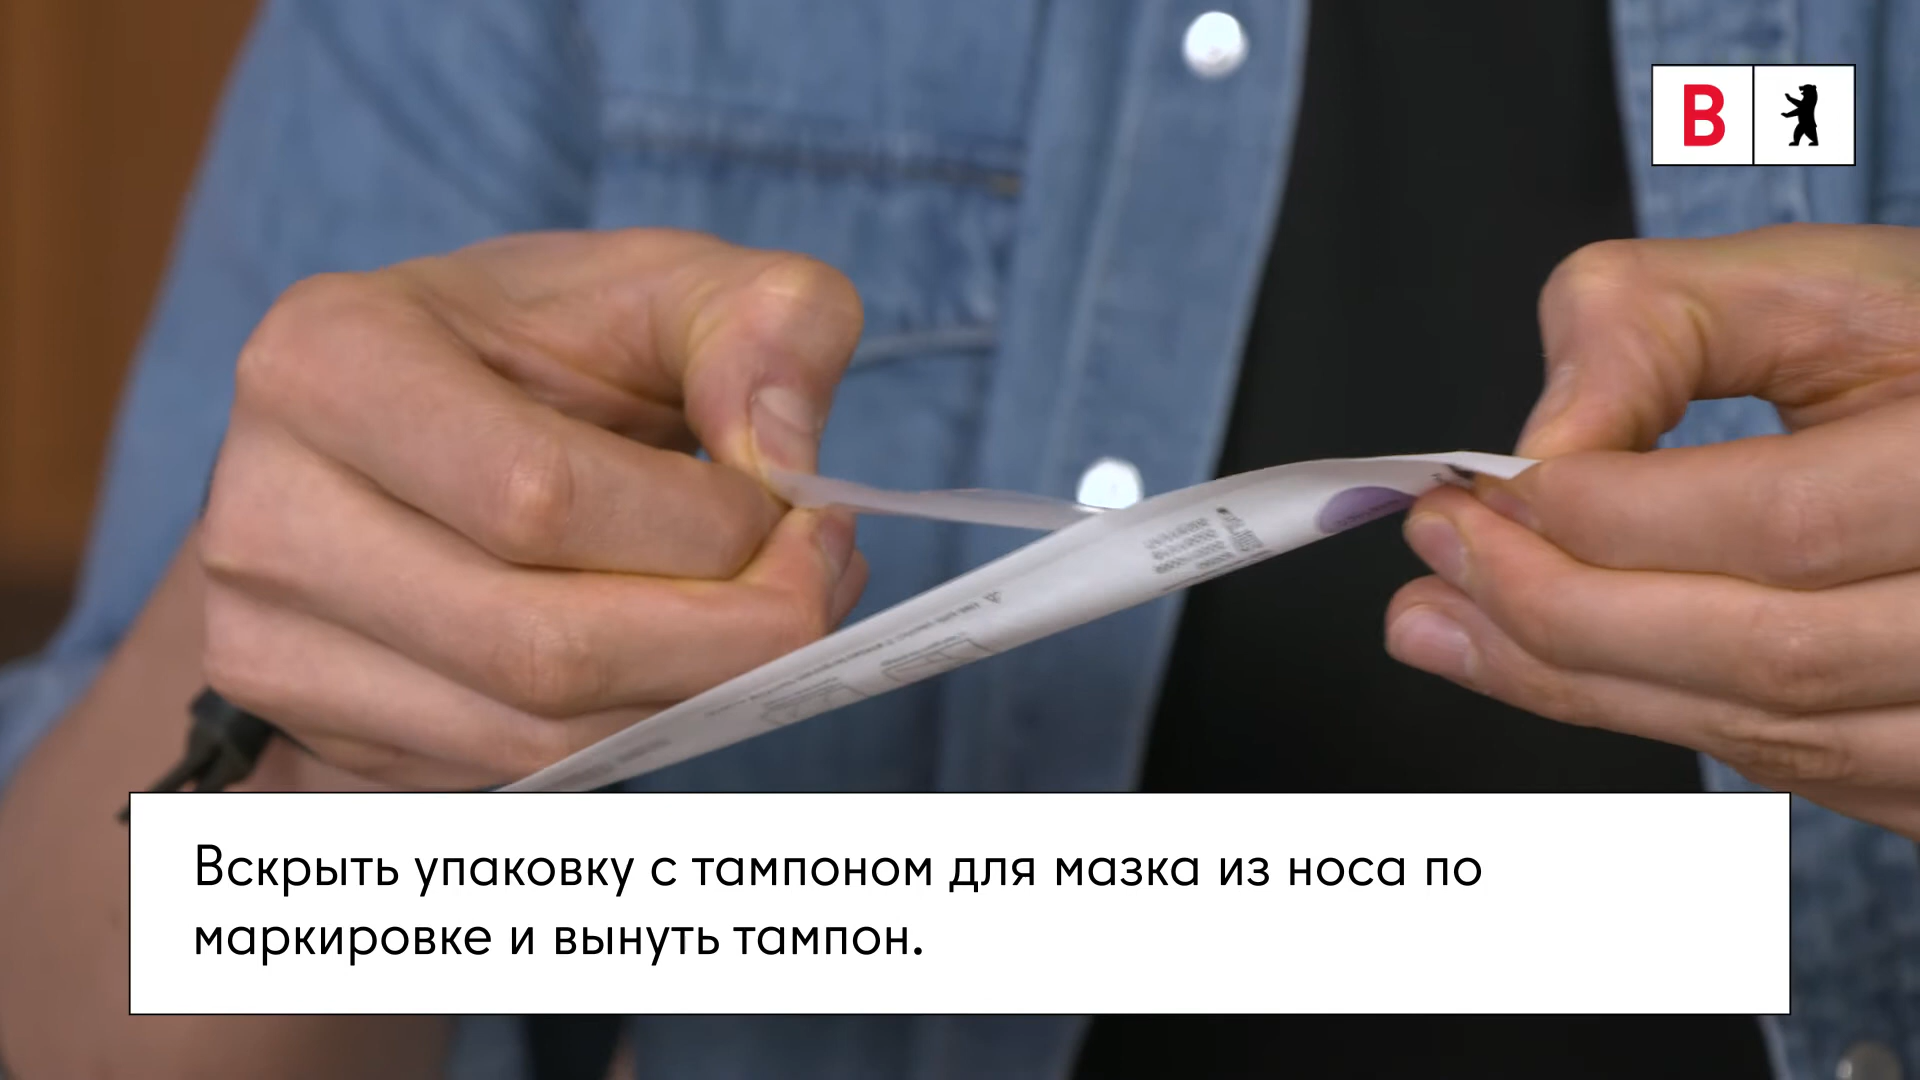 B
Вскрыть упаковку с тампоном для мазка из носа по
маркировке и вынуть тампон.